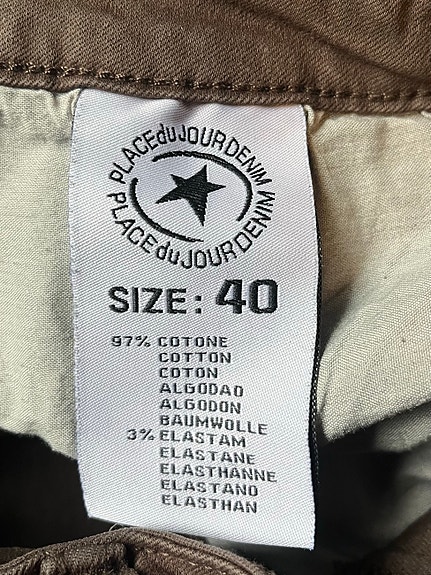 PLACEduJOURDENIM
PLACEduJOURDENIM
SIZE: 40
97% COTONE
COTTON
COTON
ALGODAO
ALGODON
BAUMWOLLE
3% ELASTAM
ELASTANE
ELASTHANNE
ELASTANO
ELASTHAN